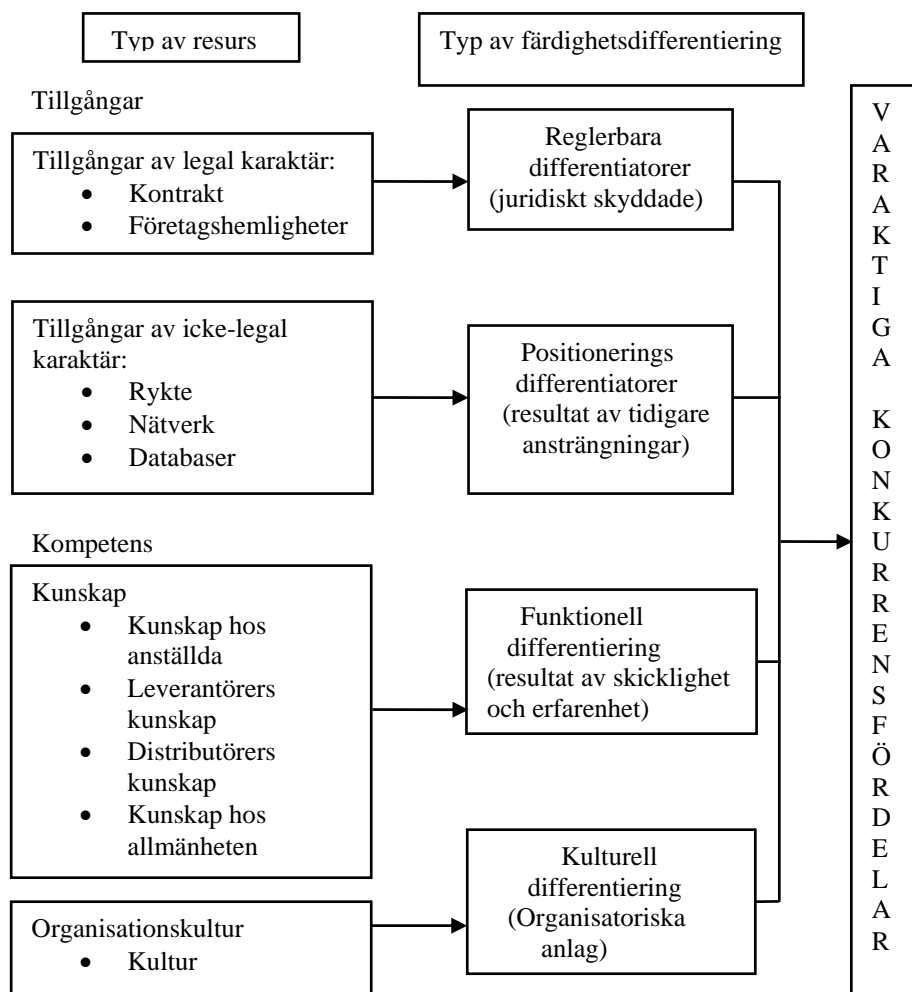 Typ av resurs
Typ av färdighetsdifferentiering
Tillgångar
Tillgångar av legal karaktär:
• Kontrakt
• Företagshemligheter
Reglerbara
differentiatorer
(juridiskt skyddade)
Tillgångar av icke-legal
karaktär:
• Rykte
• Nätverk
• Databaser
Positionerings
differentiatorer
(resultat av tidigare
ansträngningar)
Kompetens
Kunskap
• Kunskap hos
anställda
• Leverantörers
kunskap
• Distributörers
kunskap
• Kunskap hos
allmänheten
Funktionell
differentiering
(resultat av skicklighet
och erfarenhet)
Organisationskultur
• Kultur
Kulturell
differentiering
(Organisatoriska
anlag)
V
A
R
A
K
T
I
G
A
K
O
N
K
U
R
R
E
N
S
F
Ö
R
D
E
L
A
R